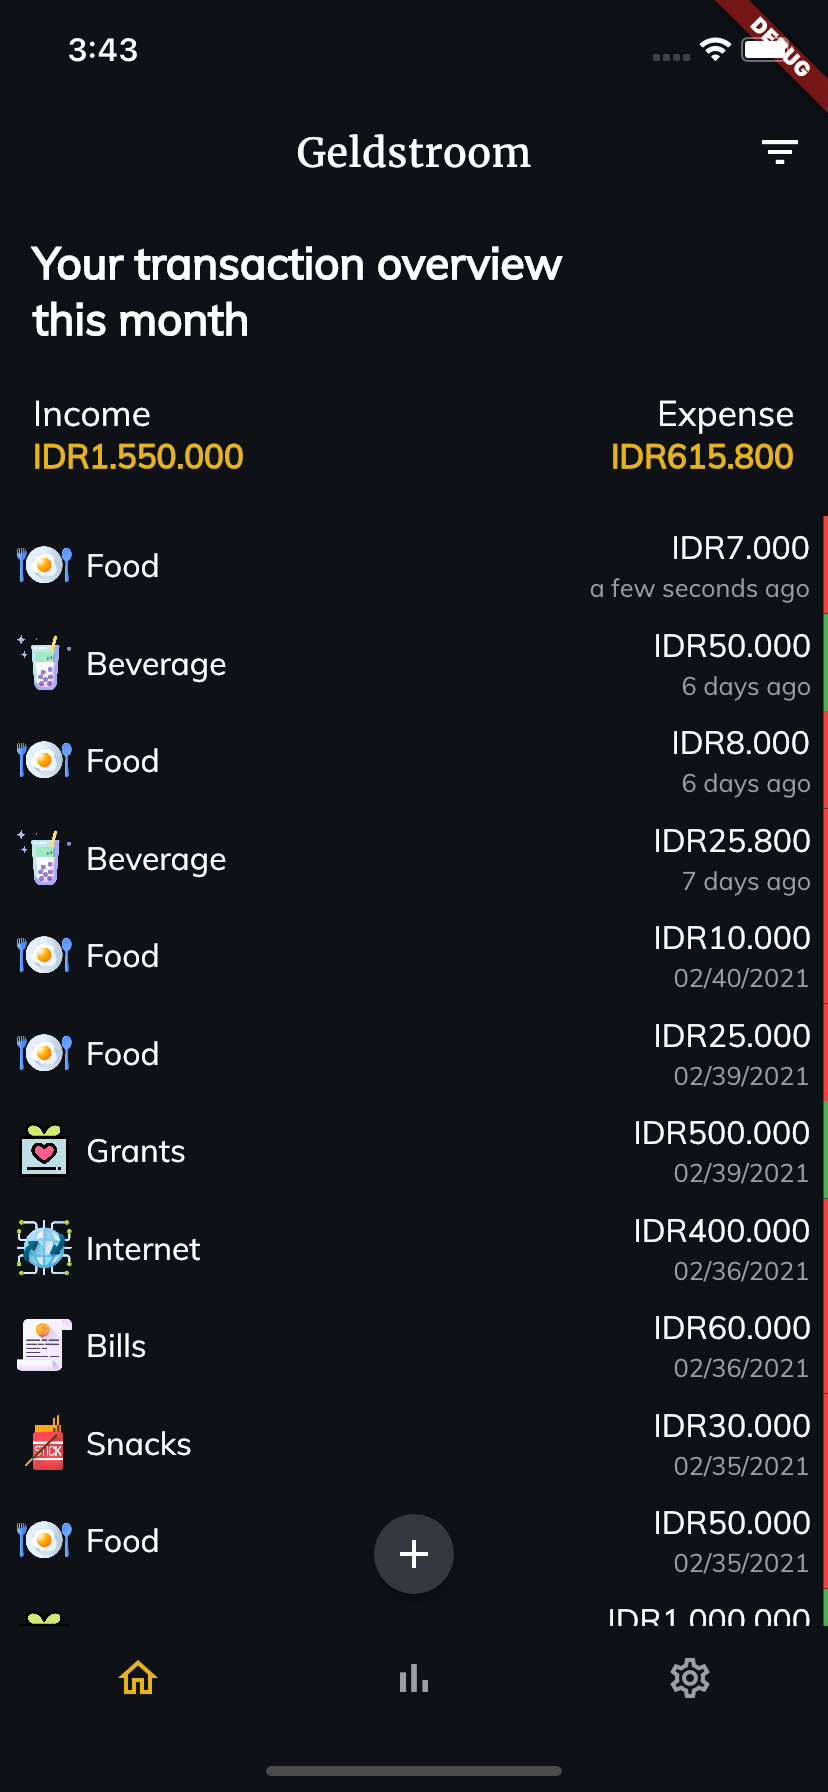 3:43
DEBUG
Geldstroom
Your transaction overview
this month
Income Expense
IDR1.550.000 IDR615.800
Food IDR7.000
a few seconds ago
Beverage IDR50.000
6 days ago
Food IDR8.000
6 days ago
Beverage IDR25.800
7 days ago
Food IDR10.000
02/40/2021
Food IDR25.000
02/39/2021
Grants IDR500.000
02/39/2021
Internet IDR400.000
02/36/2021
Bills IDR60.000
02/36/2021
STICK
Snacks IDR30.000
02/35/2021
Food IDR50.000
02/35/2021
IDR1.000.000